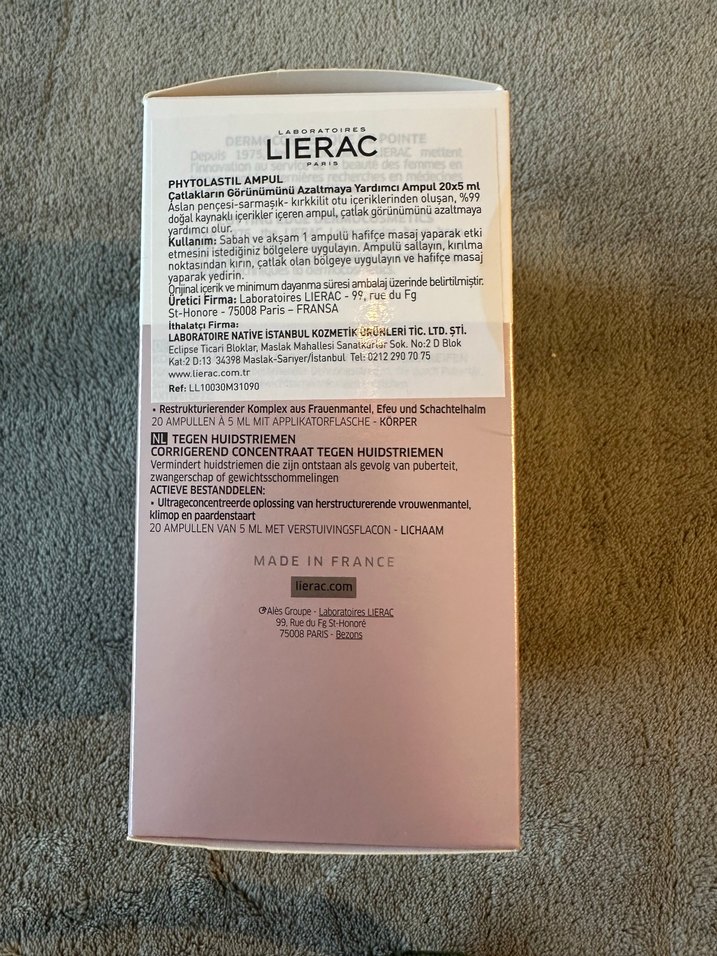 LABORATOIRES
LIERAC
PARIS
DERMOCO POINTE
Depuis 1975, LIERAC mettent
PHYTOLASTIL AMPUL
Çatlakların Görünümünü Azaltmaya Yardımcı Ampul 20x5 ml
Aslan pençesi-sarmaşık- kırkkilit otu içeriklerinden oluşan, %99
doğal kaynaklı içerikler içeren ampul, çatlak görünümünü azaltmaya
yardımcı olur.
Kullanım: Sabah ve akşam 1 ampulü hafifçe masaj yaparak etki
etmesini istediğiniz bölgelere uygulayın. Ampulü sallayın, kırılma
noktasından kırın, çatlak olan bölgeye uygulayın ve hafifçe masaj
yaparak yedirin.
Orijinal içerik ve minimum dayanma süresi ambalaj üzerinde belirtilmiştir.
Üretici Firma: Laboratoires LIERAC - 99, rue du Fg
St-Honore - 75008 Paris – FRANSA
İthalatçı Firma:
LABORATOIRE NATİVE İSTANBUL KOZMETİK ÜRÜNLERİ TİC. LTD. ŞTİ.
Eclipse Ticari Bloklar, Maslak Mahallesi Sanatkarlar Sok. No:2 D Blok
Kat:2 D:13 34398 Maslak-Sarıyer/İstanbul Tel: 0212 290 70 75
www.lierac.com.tr
Ref: LL10030M31090
• Restrukturierender Komplex aus Frauenmantel, Efeu und Schachtelhalm
20 AMPULLEN À 5 ML MIT APPLIKATORFLASCHE - KÖRPER
NL TEGEN HUIDSTRIEMEN
CORRIGEREND CONCENTRAAT TEGEN HUIDSTRIEMEN
Vermindert huidstriemen die zijn ontstaan als gevolg van puberteit,
zwangerschap of gewichtsschommelingen
ACTIEVE BESTANDDELEN:
• Ultrageconcentreerde oplossing van herstructurerende vrouwenmantel,
klimop en paardenstaart
20 AMPULLEN VAN 5 ML MET VERSTUIVINGSFLACON - LICHAAM
MADE IN FRANCE
lierac.com
Alès Groupe - Laboratoires LIERAC
99, Rue du Fg St-Honoré
75008 PARIS - Bezons